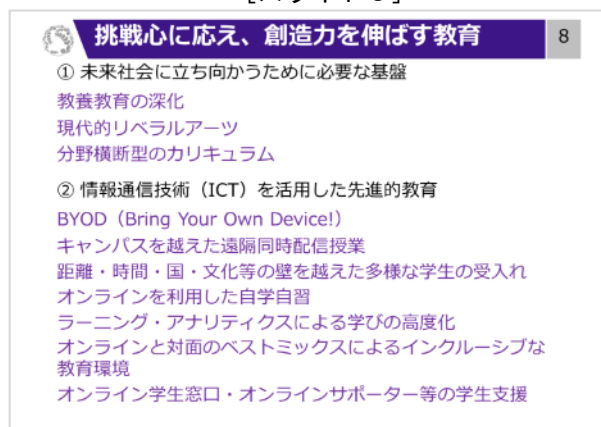 挑戦心に応え、創造力を伸ばす教育 8
① 未来社会に立ち向かうために必要な基盤
教養教育の深化
現代的リベラルアーツ
分野横断型のカリキュラム
② 情報通信技術（ICT）を活用した先進的教育
BYOD（Bring Your Own Device!）
キャンパスを越えた遠隔同時配信授業
距離・時間・国・文化等の壁を越えた多様な学生の受入れ
オンラインを利用した自学自習
ラーニング・アナリティクスによる学びの高度化
オンラインと対面のベストミックスによるインクルーシブな
教育環境
オンライン学生窓口・オンラインサポーター等の学生支援